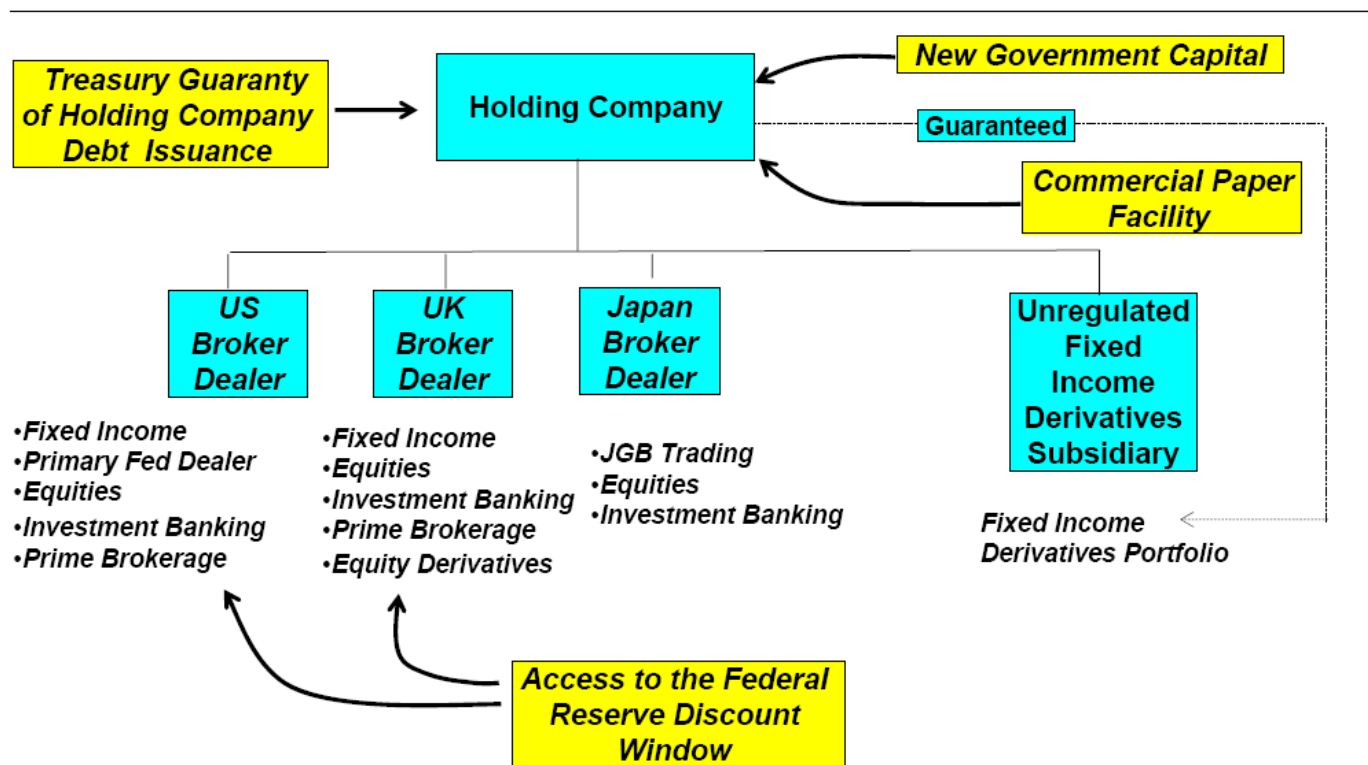 Treasury Guaranty
of Holding Company
Debt Issuance
Holding Company
New Government Capital
Guaranteed
Commercial Paper
Facility
US
Broker
Dealer
UK
Broker
Dealer
Japan
Broker
Dealer
Unregulated
Fixed
Income
Derivatives
Subsidiary
•Fixed Income
•Primary Fed Dealer
•Equities
•Investment Banking
•Prime Brokerage
•Fixed Income
•Equities
•Investment Banking
•Prime Brokerage
•Equity Derivatives
•JGB Trading
•Equities
•Investment Banking
Fixed Income
Derivatives Portfolio
Access to the Federal
Reserve Discount
Window